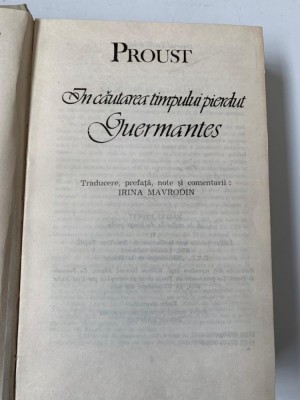 PROUST
În căutarea timpului pierdut
Guermantes
Traducere, prefață, note și comentarii :
IRINA MAVRODIN